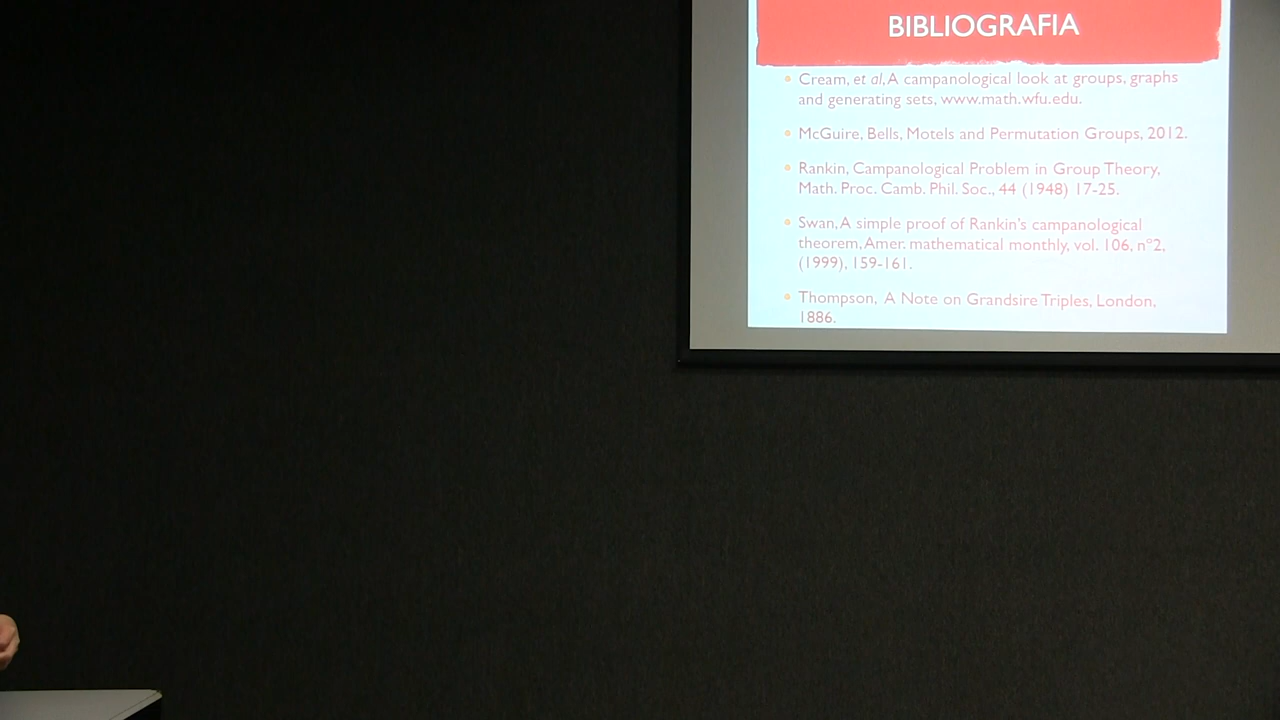 BIBLIOGRAFIA
• Cream, et al, A campanological look at groups, graphs
and generating sets, www.math.wfu.edu.
• McGuire, Bells, Motels and Permutation Groups, 2012.
• Rankin, Campanological Problem in Group Theory,
Math. Proc. Camb. Phil. Soc., 44 (1948) 17-25.
• Swan, A simple proof of Rankin's campanological
theorem, Amer. mathematical monthly, vol. 106, nº2,
(1999), 159-161.
• Thompson, A Note on Grandsire Triples, London,
1886.